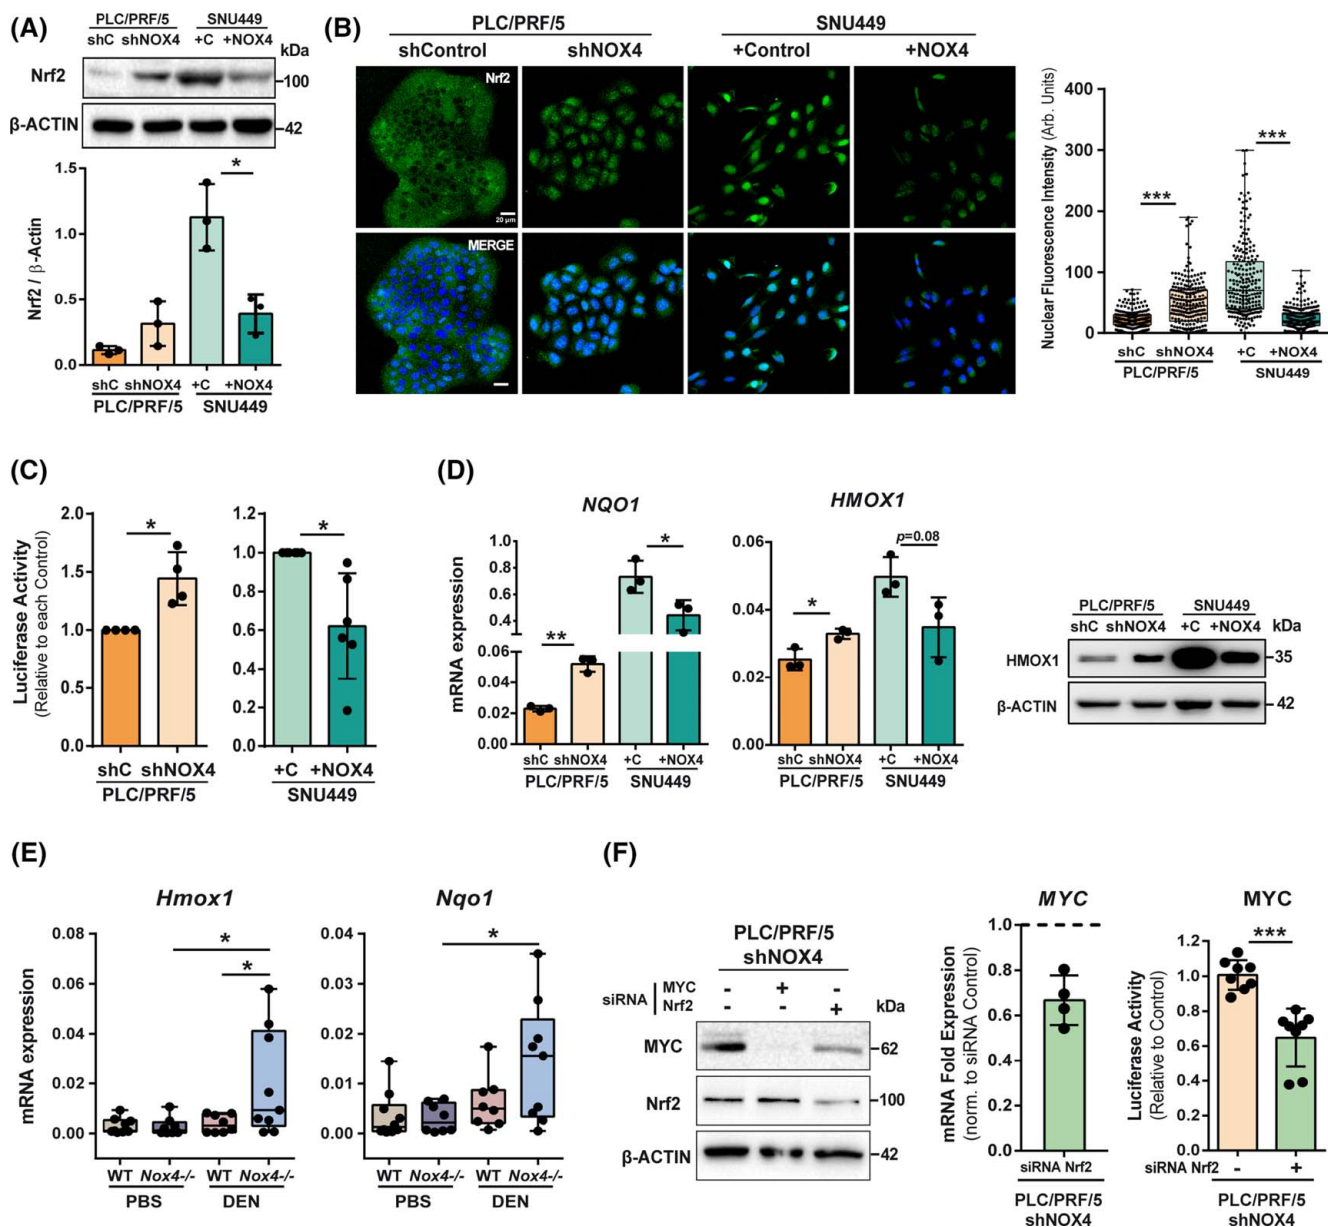 (A)
PLC/PRF/5 SNU449
shC shNOX4 +C +NOX4 kDa
Nrf2 100
β-ACTIN 42
Nrf2 / β-Actin
1.5
1.0
0.5
0.0
*
shC shNOX4 +C +NOX4
PLC/PRF/5 SNU449
(B)
PLC/PRF/5 SNU449
shControl shNOX4 +Control +NOX4
Nrf2
20 µm
MERGE
Nuclear Fluorescence Intensity (Arb. Units)
400
300
200
100
0
***
***
shC shNOX4 +C +NOX4
PLC/PRF/5 SNU449
(C)
Luciferase Activity
(Relative to each Control)
2.0
1.5
1.0
0.5
0.0
*
shC shNOX4
PLC/PRF/5
1.2
1.0
0.8
0.6
0.4
0.2
0.0
*
+C +NOX4
SNU449
(D)
NQO1
mRNA expression
1.0
0.8
0.6
0.4
0.06
0.04
0.02
0.00
**
*
shC shNOX4 +C +NOX4
PLC/PRF/5 SNU449
HMOX1
0.06
0.04
0.02
0.00
*
p=0.08
shC shNOX4 +C +NOX4
PLC/PRF/5 SNU449
PLC/PRF/5 SNU449
shC shNOX4 +C +NOX4 kDa
HMOX1 35
β-ACTIN 42
(E)
Hmox1
mRNA expression
0.08
0.06
0.04
0.02
0.00
*
*
WT Nox4-/- WT Nox4-/-
PBS DEN
Nqo1
0.04
0.03
0.02
0.01
0.00
*
WT Nox4-/- WT Nox4-/-
PBS DEN
(F)
PLC/PRF/5
shNOX4
siRNA MYC - + -
Nrf2 - - + kDa
MYC 62
Nrf2 100
β-ACTIN 42
MYC
mRNA Fold Expression
(norm. to siRNA Control)
1.0
0.8
0.6
0.4
0.2
0.0
siRNA Nrf2
PLC/PRF/5
shNOX4
MYC
Luciferase Activity
(Relative to Control)
1.2
1.0
0.8
0.6
0.4
0.2
0.0
***
siRNA Nrf2 - +
PLC/PRF/5
shNOX4